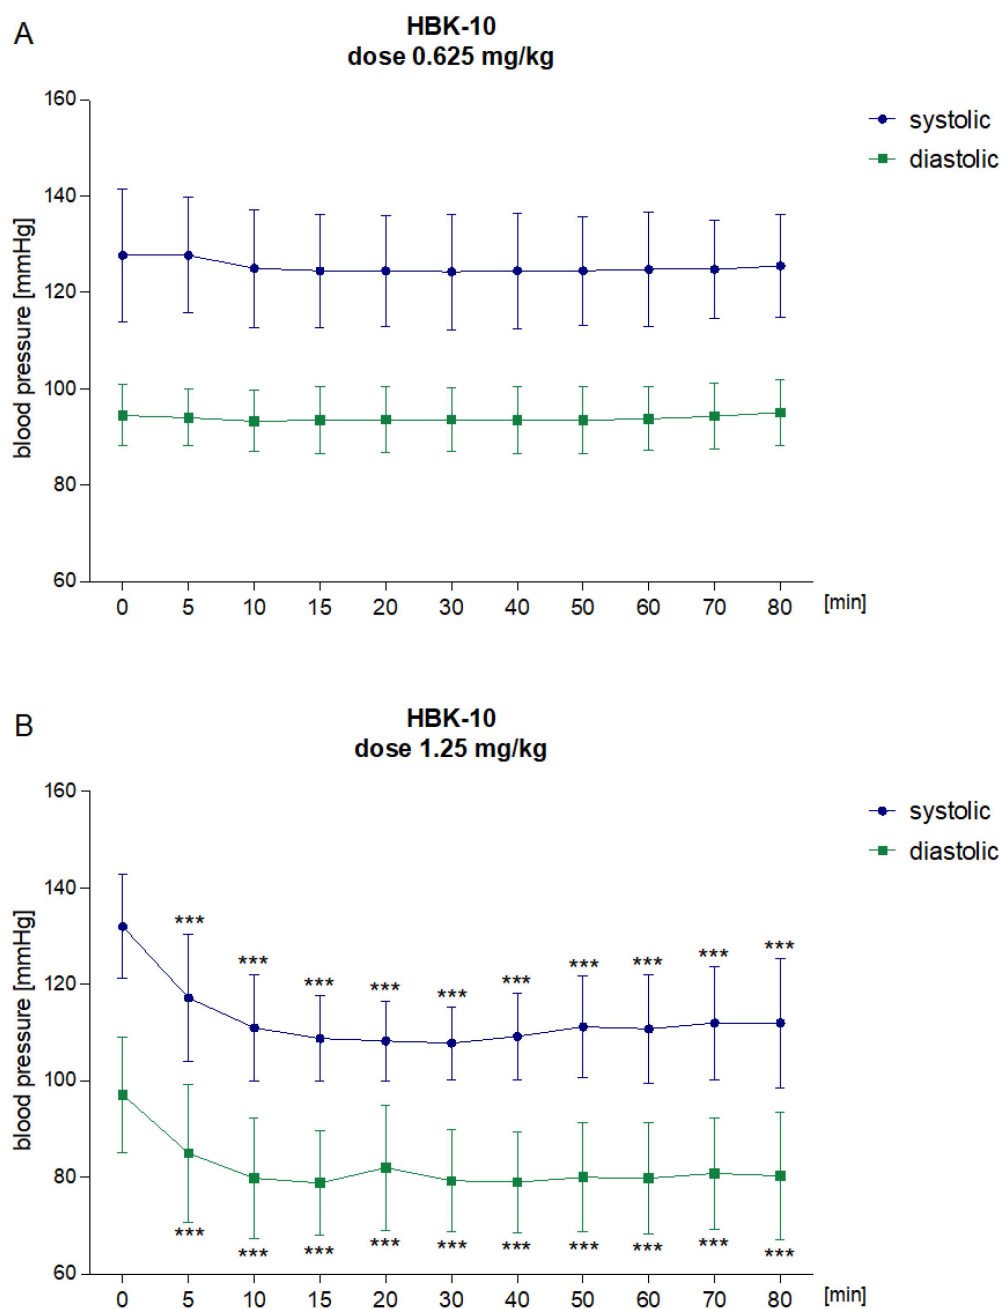 A
HBK-10
dose 0.625 mg/kg
systolic
diastolic
blood pressure [mmHg]
160
140
120
100
80
60
0 5 10 15 20 30 40 50 60 70 80 [min]
B
HBK-10
dose 1.25 mg/kg
systolic
diastolic
blood pressure [mmHg]
160
140
120
100
80
60
*** *** *** *** *** *** *** *** *** ***
*** *** *** *** *** *** *** *** *** ***
0 5 10 15 20 30 40 50 60 70 80 [min]